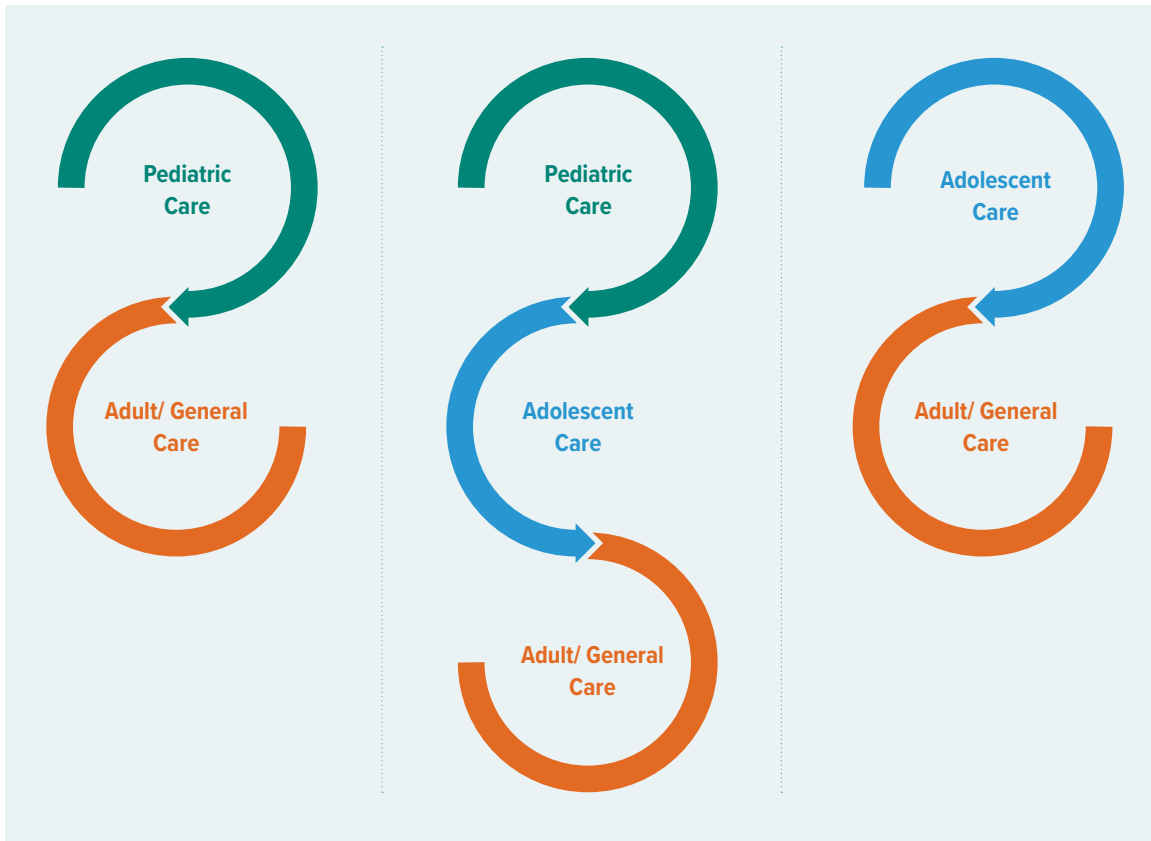 Pediatric
Care
Adult/ General
Care
Pediatric
Care
Adolescent
Care
Adult/ General
Care
Adolescent
Care
Adult/ General
Care